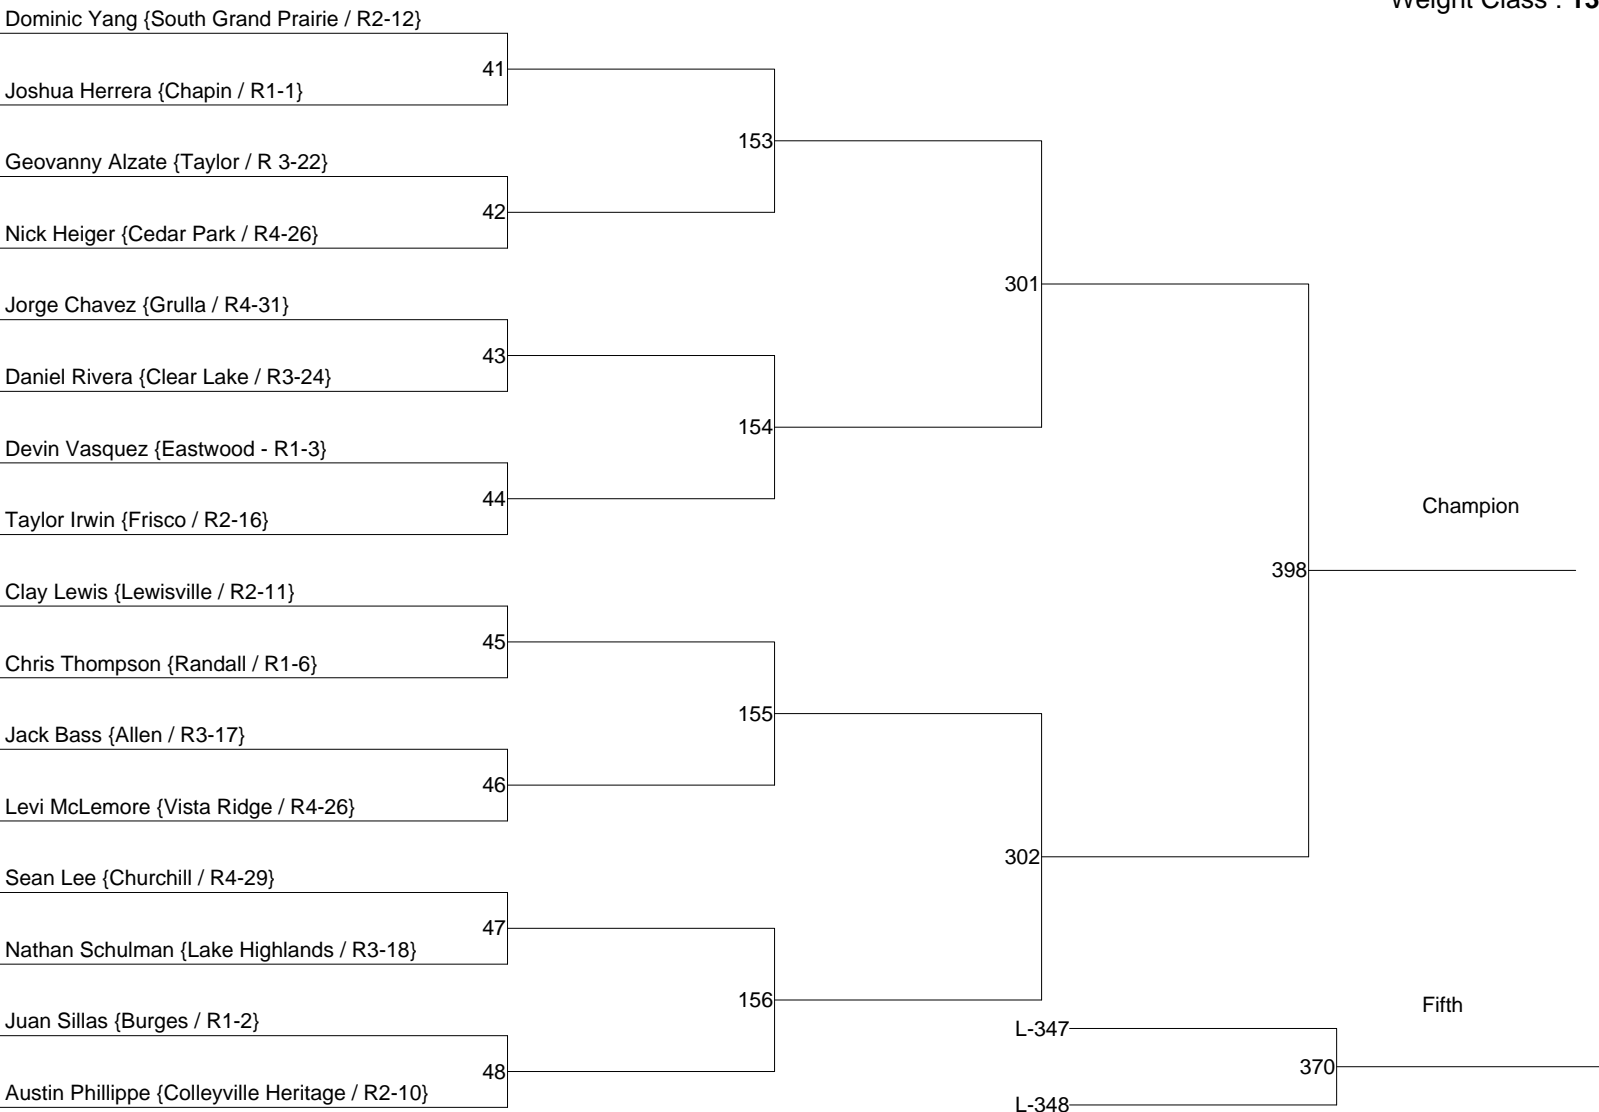 Weight Class : 13
Dominic Yang {South Grand Prairie / R2-12}
41
Joshua Herrera {Chapin / R1-1}
153
Geovanny Alzate {Taylor / R 3-22}
42
Nick Heiger {Cedar Park / R4-26}
301
Jorge Chavez {Grulla / R4-31}
43
Daniel Rivera {Clear Lake / R3-24}
154
Devin Vasquez {Eastwood - R1-3}
44
Champion
Taylor Irwin {Frisco / R2-16}
398
Clay Lewis {Lewisville / R2-11}
45
Chris Thompson {Randall / R1-6}
155
Jack Bass {Allen / R3-17}
46
Levi McLemore {Vista Ridge / R4-26}
302
Sean Lee {Churchill / R4-29}
47
Nathan Schulman {Lake Highlands / R3-18}
156
Fifth
Juan Sillas {Burges / R1-2}
L-347
48
370
Austin Phillippe {Colleyville Heritage / R2-10}
L-348